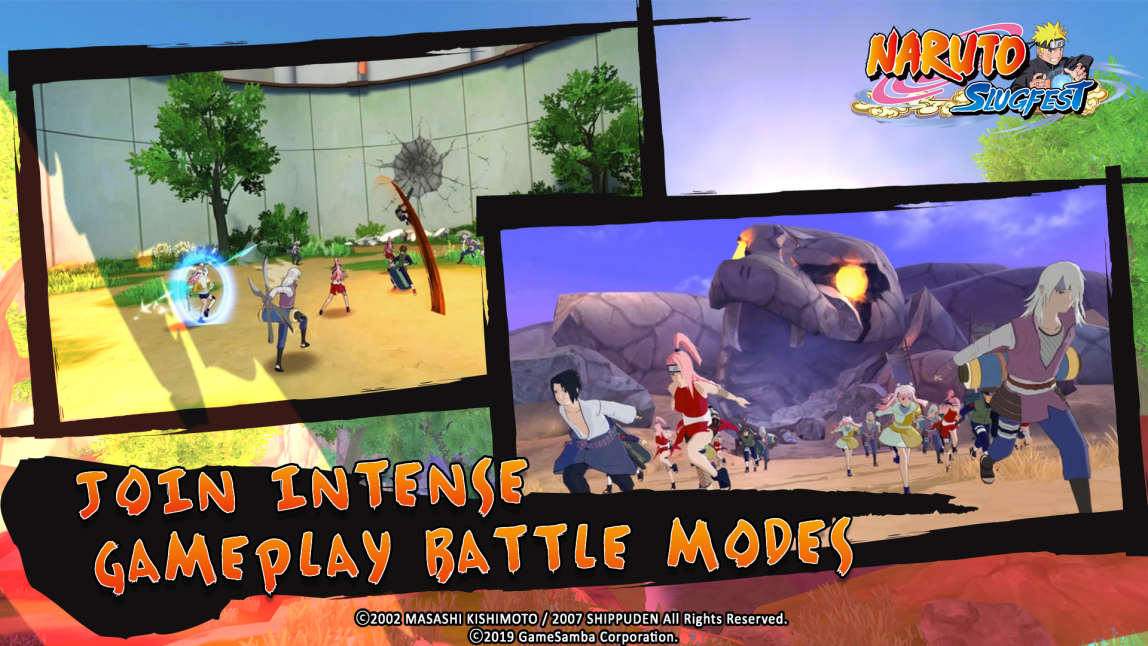 NARUTO
SLUGFEST
JOIN INTENSE
GAMEPLAY BATTLE MODES
©2002 MASASHI KISHIMOTO / 2007 SHIPPUDEN All Rights Reserved.
©2019 GameSamba Corporation.